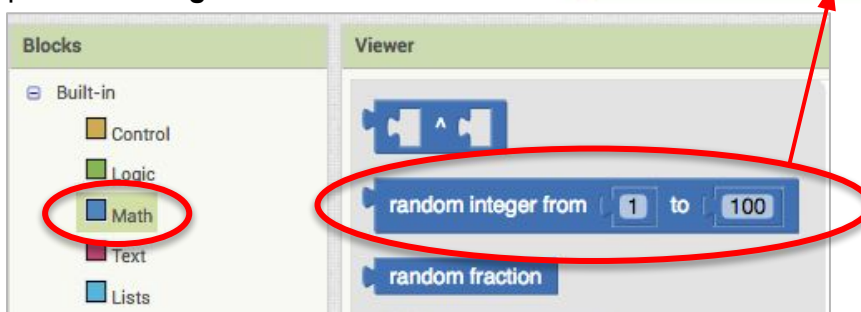 Blocks
Viewer
Built-in
Control
Logic
Math
Text
Lists
^
random integer from 1 to 100
random fraction